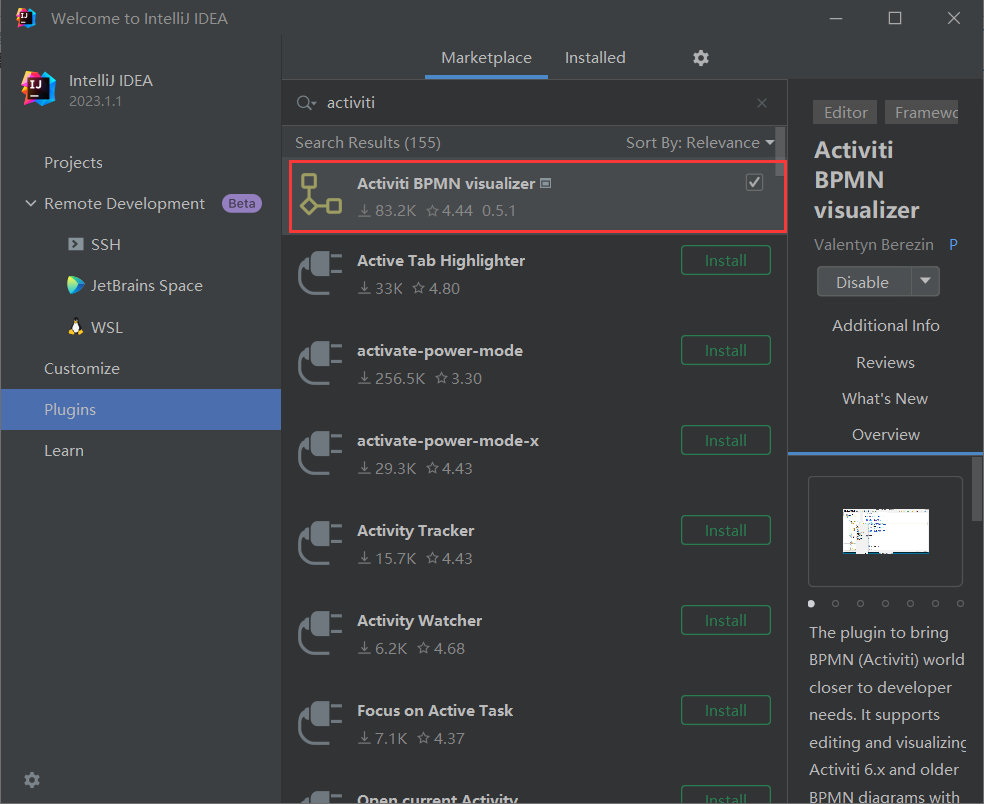 Welcome to IntelliJ IDEA
IntelliJ IDEA
2023.1.1
Projects
Remote Development Beta
SSH
JetBrains Space
WSL
Customize
Plugins
Learn
Marketplace Installed
activiti
Search Results (155) Sort By: Relevance
Activiti BPMN visualizer
83.2K 4.44 0.5.1
Active Tab Highlighter Install
33K 4.80
activate-power-mode Install
256.5K 3.30
activate-power-mode-x Install
29.3K 4.43
Activity Tracker Install
15.7K 4.43
Activity Watcher Install
6.2K 4.68
Focus on Active Task Install
7.1K 4.37
Open current Activity Install
Editor Framewo
Activiti
BPMN
visualizer
Valentyn Berezin P
Disable
Additional Info
Reviews
What's New
Overview
The plugin to bring
BPMN (Activiti) world
closer to developer
needs. It supports
editing and visualizing
Activiti 6.x and older
BPMN diagrams with